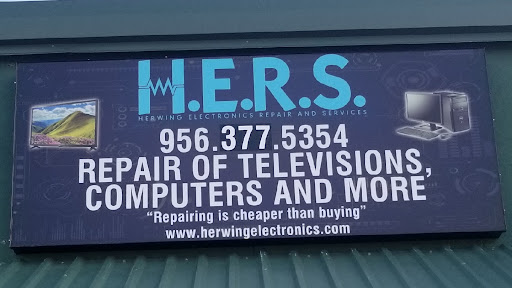 H.E.R.S.
HERWING ELECTRONICS REPAIR AND SERVICES
956.377.5354
REPAIR OF TELEVISIONS,
COMPUTERS AND MORE
"Repairing is cheaper than buying"
www.herwingelectronics.com